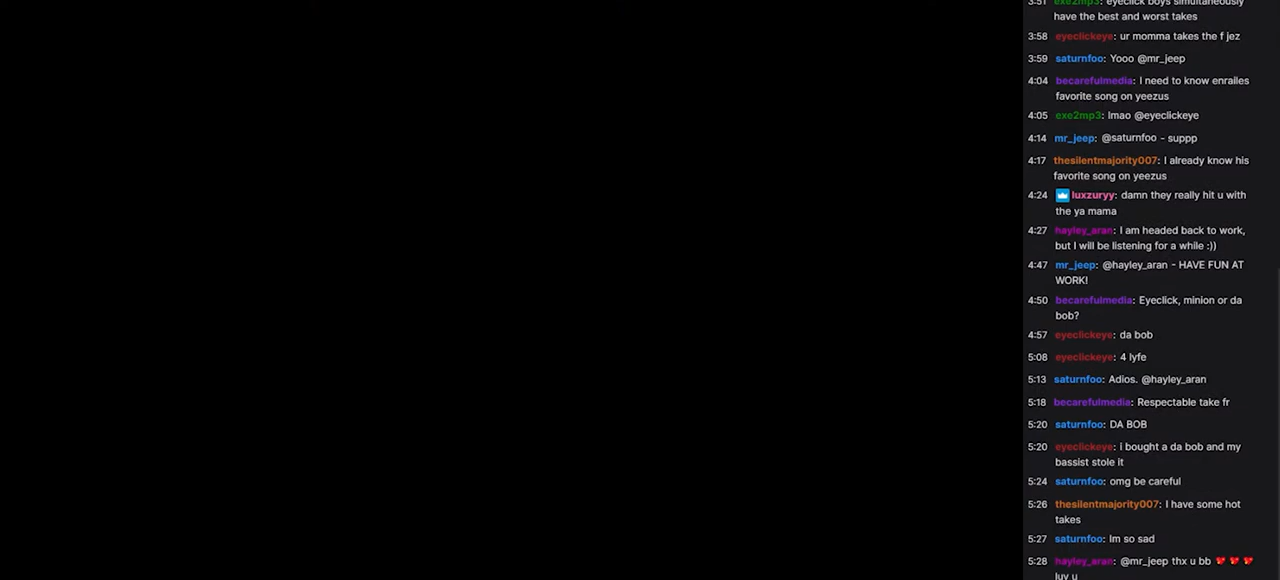 3:51 exe2mp3: eyeclick boys simultaneously
have the best and worst takes
3:58 eyeclickeye: ur momma takes the f jez
3:59 saturnfoo: Yooo @mr_jeep
4:04 becarefulmedia: I need to know enrailes
favorite song on yeezus
4:05 exe2mp3: lmao @eyeclickeye
4:14 mr_jeep: @saturnfoo - suppp
4:17 thesilentmajority007: I already know his
favorite song on yeezus
4:24 luxzuryy: damn they really hit u with
the ya mama
4:27 hayley_aran: I am headed back to work,
but I will be listening for a while :))
4:47 mr_jeep: @hayley_aran - HAVE FUN AT
WORK!
4:50 becarefulmedia: Eyeclick, minion or da
bob?
4:57 eyeclickeye: da bob
5:08 eyeclickeye: 4 lyfe
5:13 saturnfoo: Adios. @hayley_aran
5:18 becarefulmedia: Respectable take fr
5:20 saturnfoo: DA BOB
5:20 eyeclickeye: i bought a da bob and my
bassist stole it
5:24 saturnfoo: omg be careful
5:26 thesilentmajority007: I have some hot
takes
5:27 saturnfoo: Im so sad
5:28 hayley_aran: @mr_jeep thx u bb
luv u